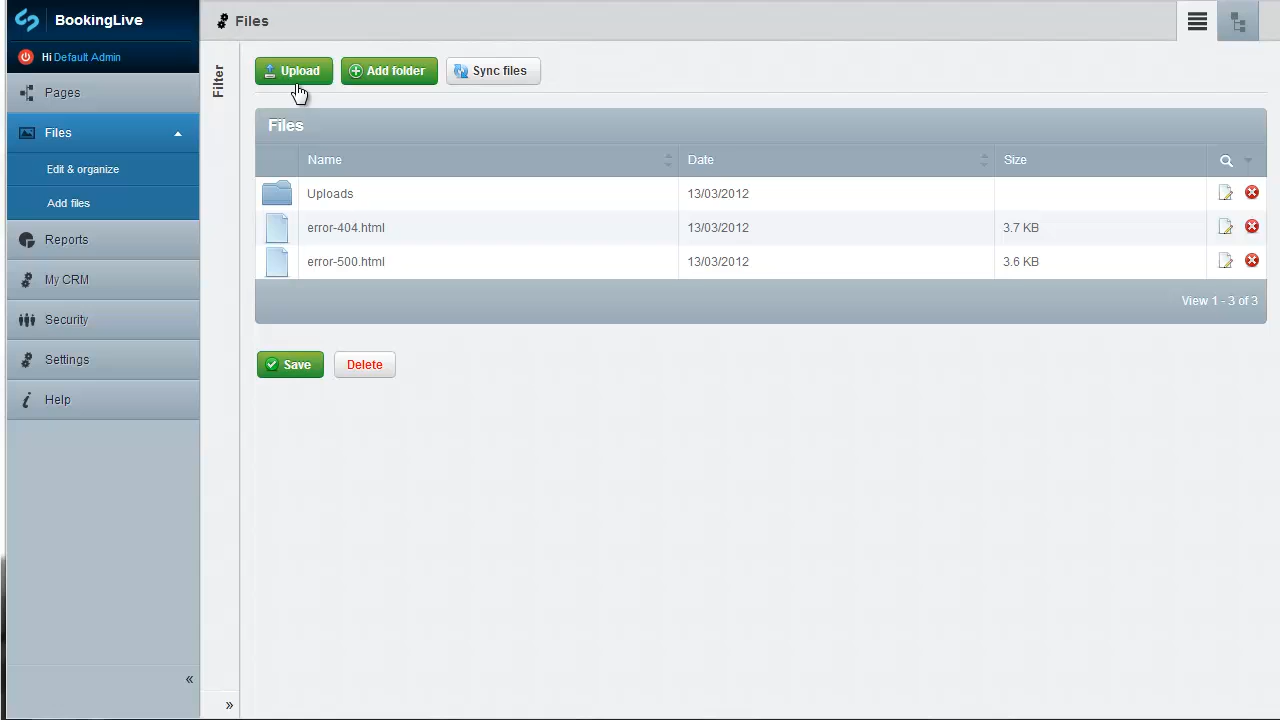 BookingLive
Files
Hi Default Admin
Filter
Upload
Add folder
Sync files
Pages
Files
Edit & organize
Add files
Reports
My CRM
Security
Settings
Help
«
»
Files
Name Date Size
Uploads 13/03/2012
error-404.html 13/03/2012 3.7 KB
error-500.html 13/03/2012 3.6 KB
View 1 - 3 of 3
Save
Delete